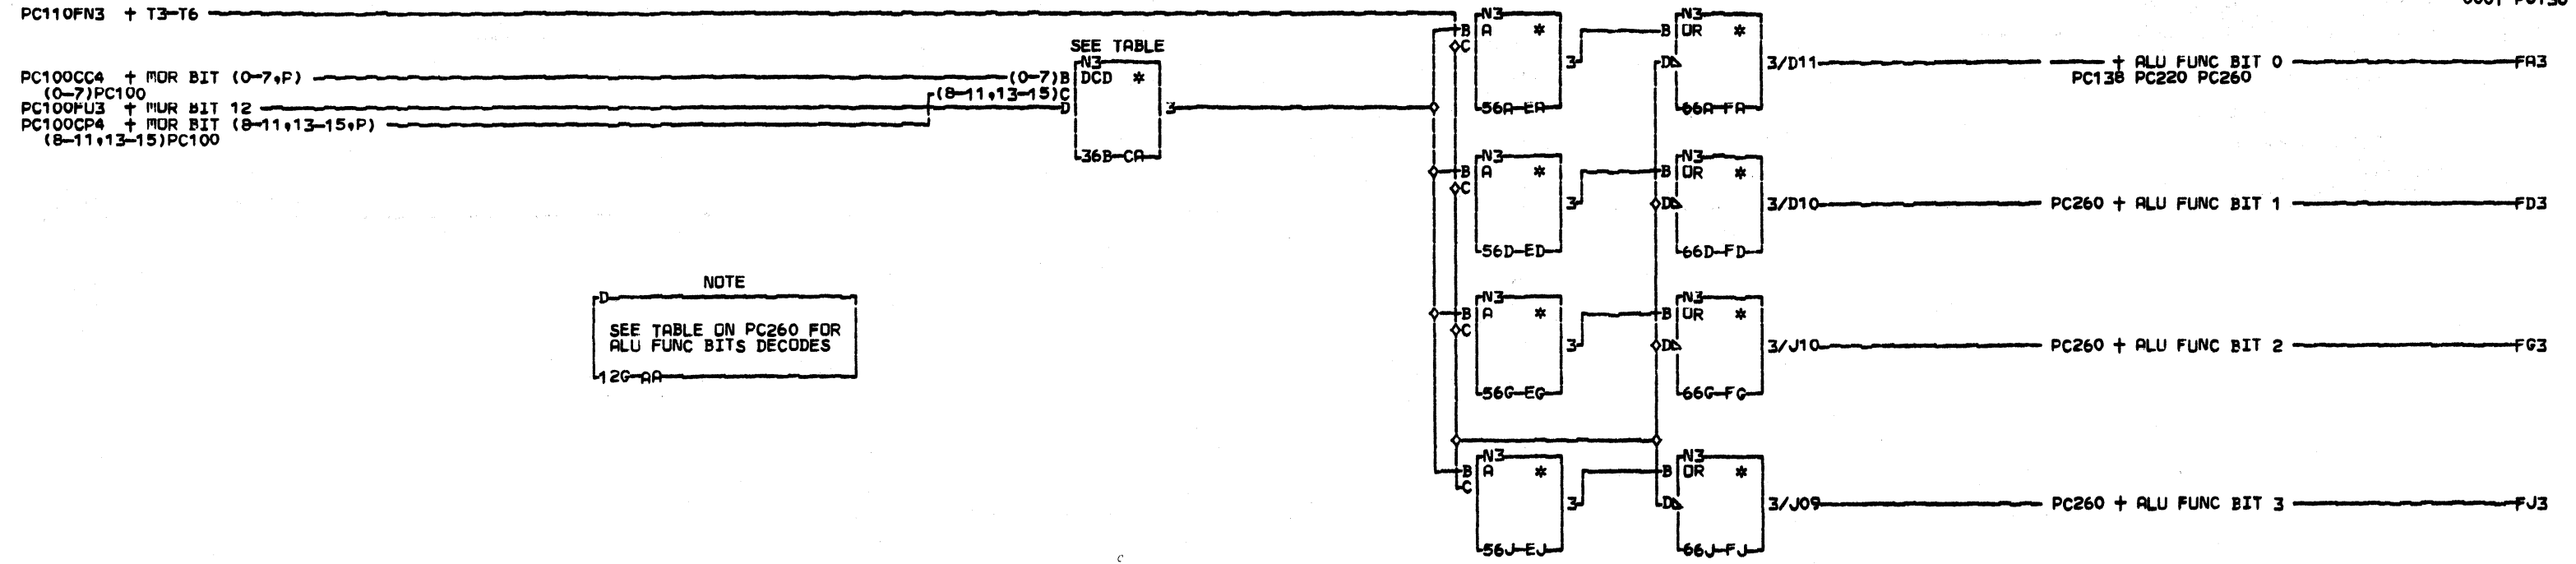 PC110FN3 + T3-T6
SEE TABLE
PC100CC4 + MDR BIT (0-7,P)
(0-7)PC100
PC100FU3 + MDR BIT 12
PC100CP4 + MDR BIT (8-11,13-15,P)
(8-11,13-15)PC100
(0-7)B
(8-11,13-15)C
D
N3
DCD *
3
36B-CA
NOTE
D
SEE TABLE ON PC260 FOR
ALU FUNC BITS DECODES
12G-AA
N3
B A *
C
3
56A-EA
N3
B OR *
D
3/D11
66A-FA
+ ALU FUNC BIT 0
PC138 PC220 PC260
FA3
N3
B A *
C
3
56D-ED
N3
B OR *
D
3/D10
66D-FD
PC260 + ALU FUNC BIT 1
FD3
N3
B A *
C
3
56G-EG
N3
B OR *
D
3/J10
66G-FG
PC260 + ALU FUNC BIT 2
FG3
N3
B A *
C
3
56J-EJ
N3
B OR *
D
3/J09
66J-FJ
PC260 + ALU FUNC BIT 3
FJ3